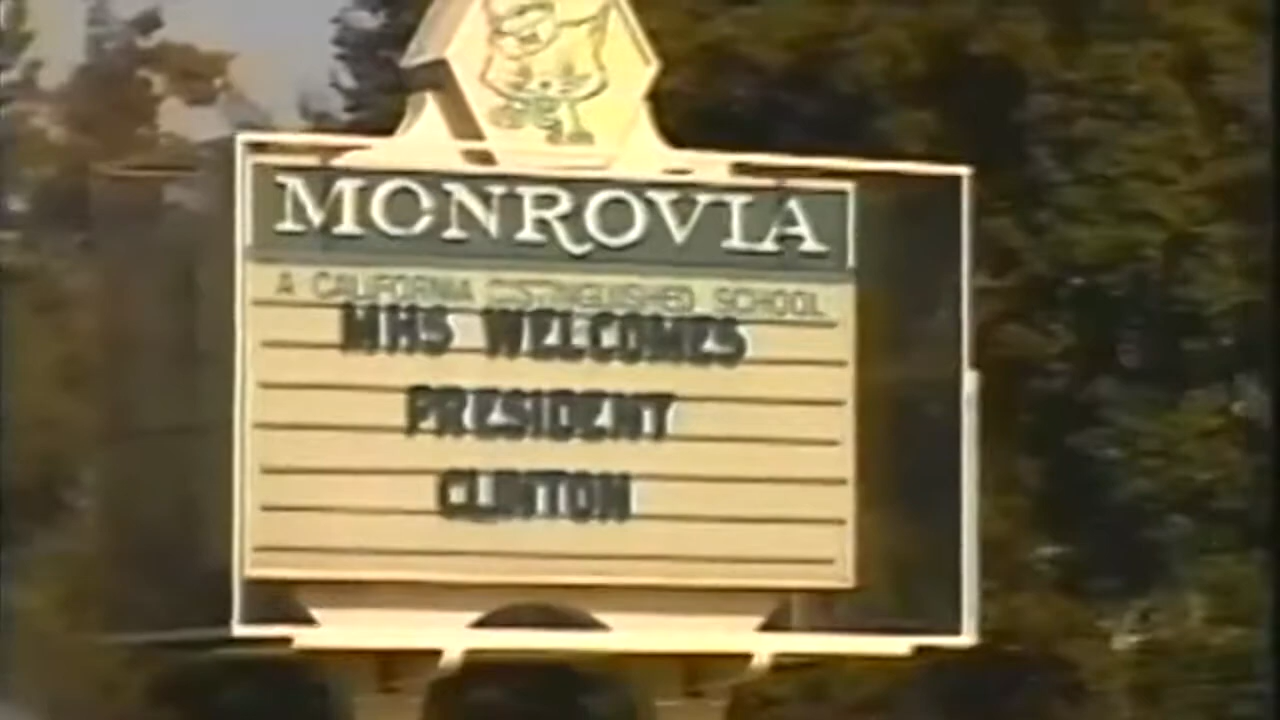 MONROVIA
A CALIFORNIA DISTINGUISHED SCHOOL
MHS WELCOMES
PRESIDENT
CLINTON